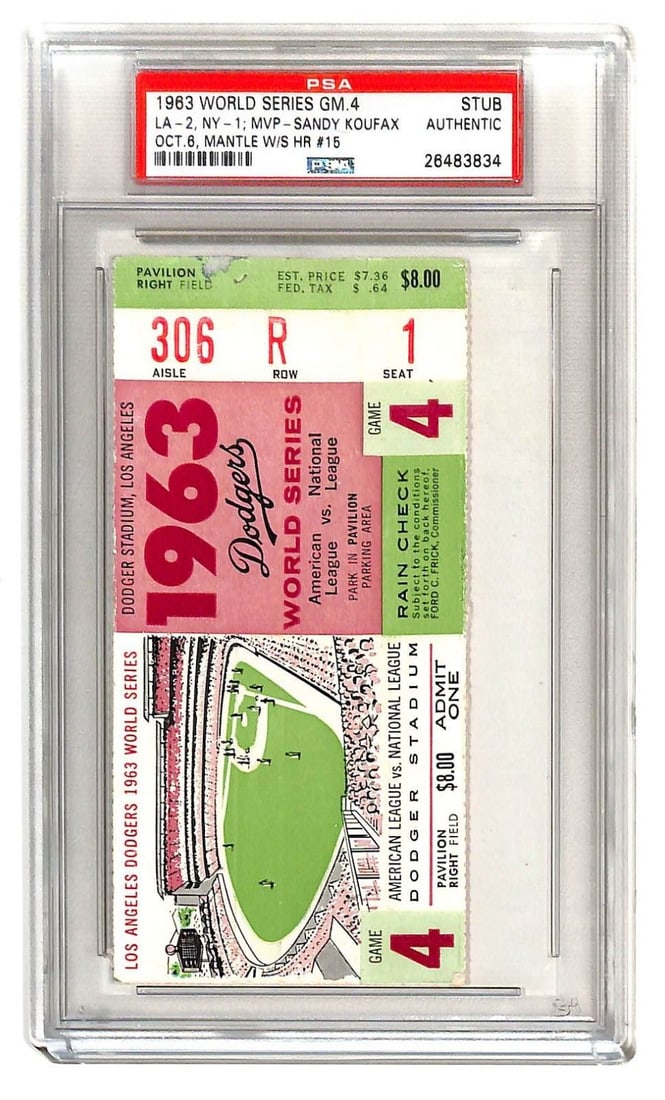 PSA
1963 WORLD SERIES GM.4 STUB
LA-2, NY-1; MVP-SANDY KOUFAX AUTHENTIC
OCT.6, MANTLE W/S HR #15
26483834
PAVILION
RIGHT FIELD
EST. PRICE $7.36
FED. TAX $ .64
$8.00
306 R 1
AISLE ROW SEAT
DODGER STADIUM, LOS ANGELES
1963
Dodgers
WORLD SERIES
American vs. National
League League
PARK IN PAVILION
PARKING AREA
GAME
4
RAIN CHECK
Subject to the conditions
set forth on back hereof.
FORD C. FRICK, Commissioner
LOS ANGELES DODGERS 1963 WORLD SERIES
AMERICAN LEAGUE vs. NATIONAL LEAGUE
DODGER STADIUM
PAVILION
RIGHT FIELD
$8.00
ADMIT
ONE
GAME
4